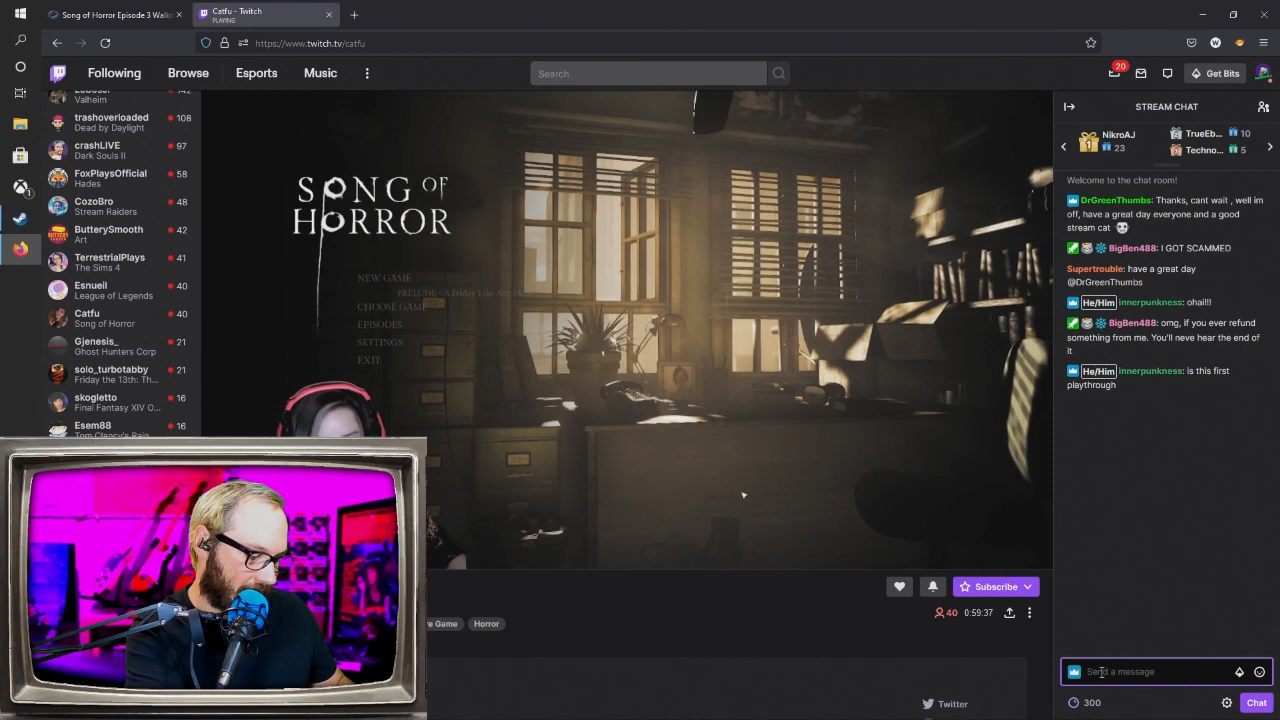 Song of Horror Episode 3 Walkt
Catfu - Twitch
PLAYING
https://www.twitch.tv/catfu
Following
Browse
Esports
Music
Search
20
Get Bits
Valheim
142
trashoverloaded
108
Dead by Daylight
crashLIVE
97
Dark Souls II
FoxPlaysOfficial
58
Hades
CozoBro
48
Stream Raiders
ButterySmooth
42
Art
TerrestrialPlays
41
The Sims 4
Esnueil
40
League of Legends
Catfu
40
Song of Horror
Gjenesis_
21
Ghost Hunters Corp
solo_turbotabby
21
Friday the 13th: Th...
skogletto
16
Final Fantasy XIV O...
Esem88
16
SONG OF
HORROR
NEW GAME
CHOOSE GAME
EPISODES
SETTINGS
EXIT
Subscribe
40
0:59:37
Horror
Twitter
STREAM CHAT
NikroAJ
23
TrueEb...
10
Techno...
5
Welcome to the chat room!
DrGreenThumbs: Thanks, cant wait , well im
off, have a great day everyone and a good
stream cat
BigBen488: I GOT SCAMMED
Supertrouble: have a great day
@DrGreenThumbs
He/Him innerpunkness: ohai!!!
BigBen488: omg, if you ever refund
something from me. You'll neve hear the end of
it
He/Him innerpunkness: is this first
playthrough
Send a message
300
Chat